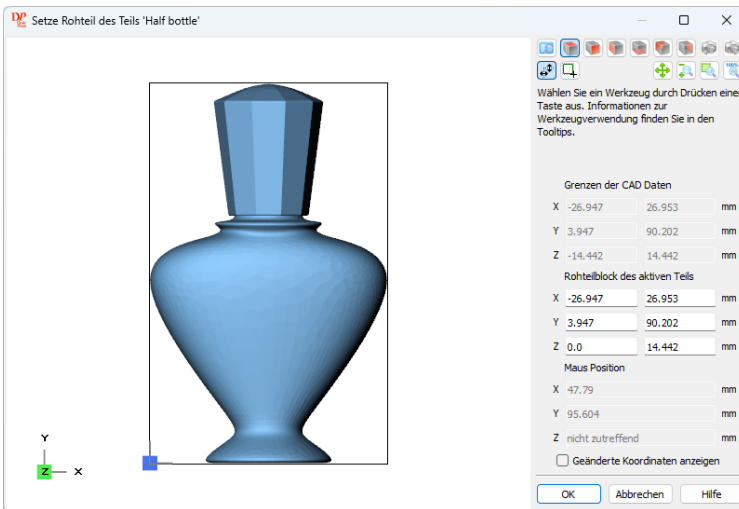 Setze Rohteil des Teils 'Half bottle'
Wählen Sie ein Werkzeug durch Drücken einer
Taste aus. Informationen zur
Werkzeugverwendung finden Sie in den
Tooltips.
Grenzen der CAD Daten
X -26.947 26.953 mm
Y 3.947 90.202 mm
Z -14.442 14.442 mm
Rohteilblock des aktiven Teils
X -26.947 26.953 mm
Y 3.947 90.202 mm
Z 0.0 14.442 mm
Maus Position
X 47.79 mm
Y 95.604 mm
Z nicht zutreffend mm
Geänderte Koordinaten anzeigen
OK Abbrechen Hilfe
Y
Z X